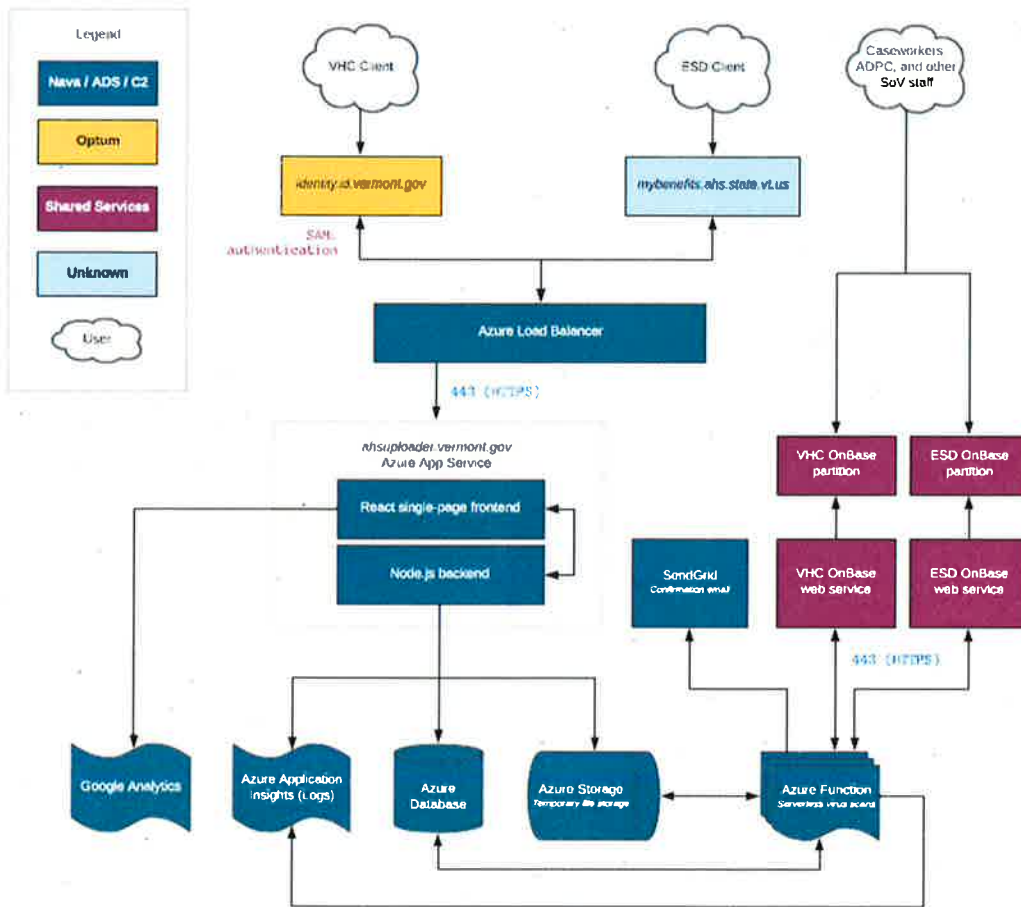 Legend
Nava / ADS / C2
Optum
Shared Services
Unknown
User
VHC Client
ESD Client
Caseworkers
ADPC, and other
SoV staff
identity.id.vermont.gov
mybenefits.ahs.state.vt.us
SAML
authentication
Azure Load Balancer
443 (HTTPS)
ahsuploader.vermont.gov
Azure App Service
React single-page frontend
Node.js backend
VHC OnBase
partition
ESD OnBase
partition
SendGrid
Confirmation email
VHC OnBase
web service
ESD OnBase
web service
443 (HTTPS)
Google Analytics
Azure Application
Insights (Logs)
Azure
Database
Azure Storage
Temporary file storage
Azure Function
Serverless virus scans